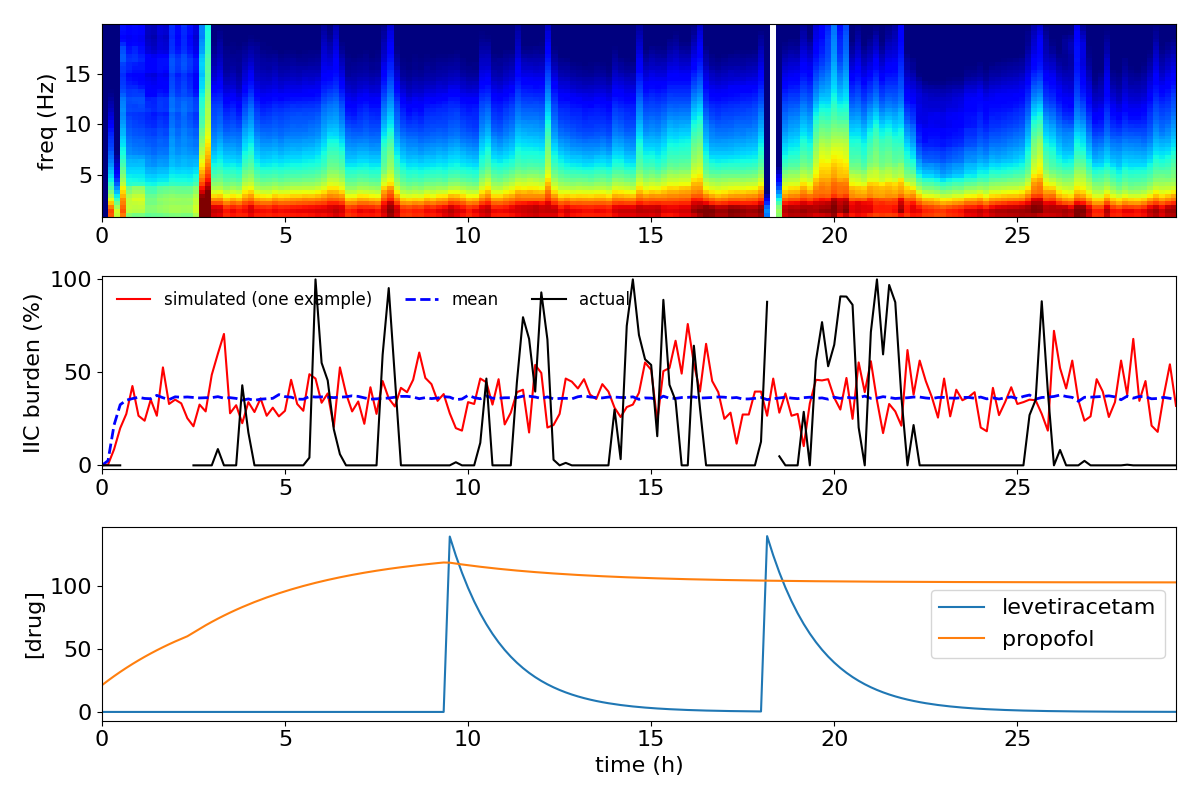 freq (Hz)
15
10
5
0 5 10 15 20 25
IIC burden (%)
100
50
0
simulated (one example) mean actual
0 5 10 15 20 25
[drug]
100
50
0
levetiracetam
propofol
0 5 10 15 20 25
time (h)